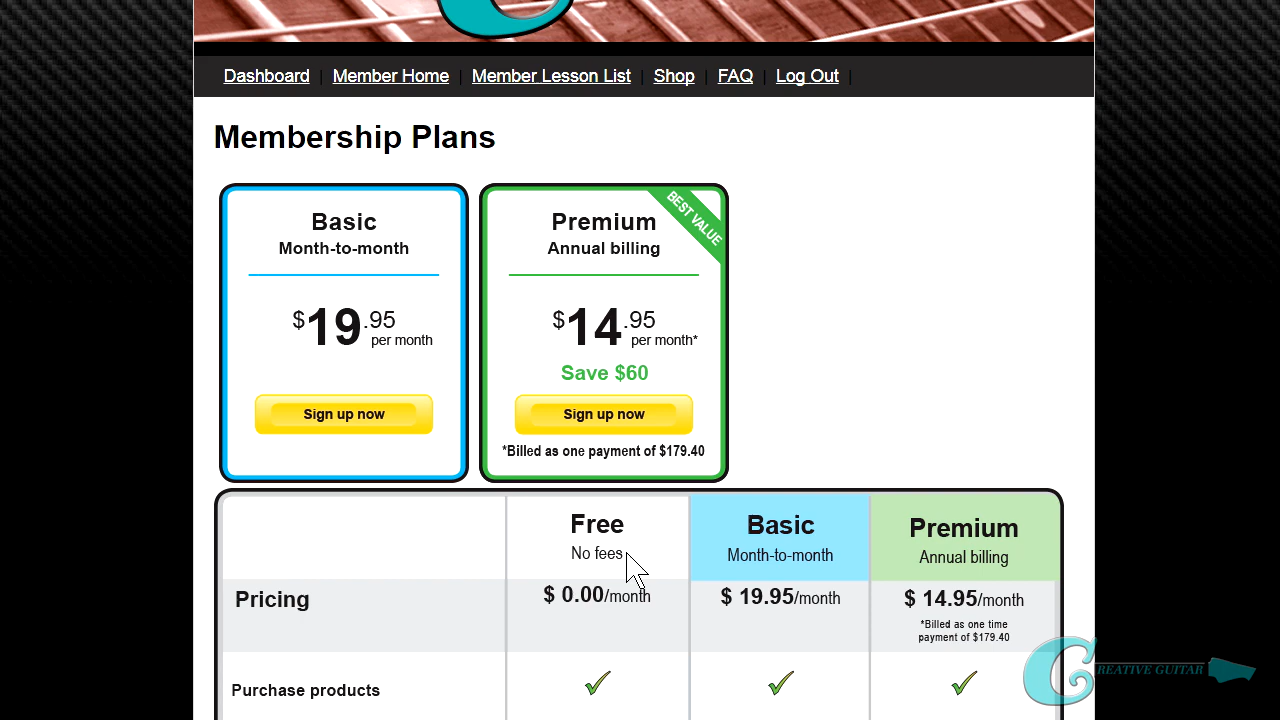 Dashboard | Member Home | Member Lesson List | Shop | FAQ | Log Out |
Membership Plans
Basic
Month-to-month
$19.95
per month
Sign up now
Premium
Annual billing
BEST VALUE
$14.95
per month*
Save $60
Sign up now
*Billed as one payment of $179.40
Free
No fees
Basic
Month-to-month
Premium
Annual billing
Pricing
$ 0.00/month
$ 19.95/month
$ 14.95/month
*Billed as one time
payment of $179.40
Purchase products
CREATIVE GUITAR